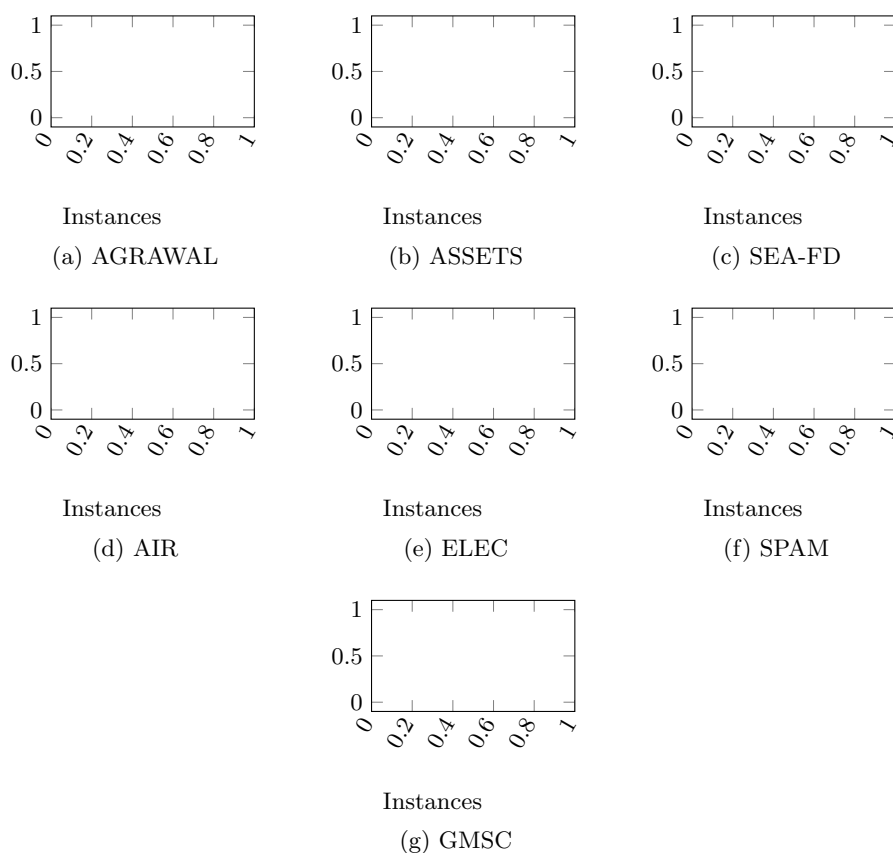 1 1 1
0.5 0.5 0.5
0 0 0
0 0.2 0.4 0.6 0.8 1 0 0.2 0.4 0.6 0.8 1 0 0.2 0.4 0.6 0.8 1
Instances Instances Instances
(a) AGRAWAL (b) ASSETS (c) SEA-FD
1 1 1
0.5 0.5 0.5
0 0 0
0 0.2 0.4 0.6 0.8 1 0 0.2 0.4 0.6 0.8 1 0 0.2 0.4 0.6 0.8 1
Instances Instances Instances
(d) AIR (e) ELEC (f) SPAM
1
0.5
0
0 0.2 0.4 0.6 0.8 1
Instances
(g) GMSC